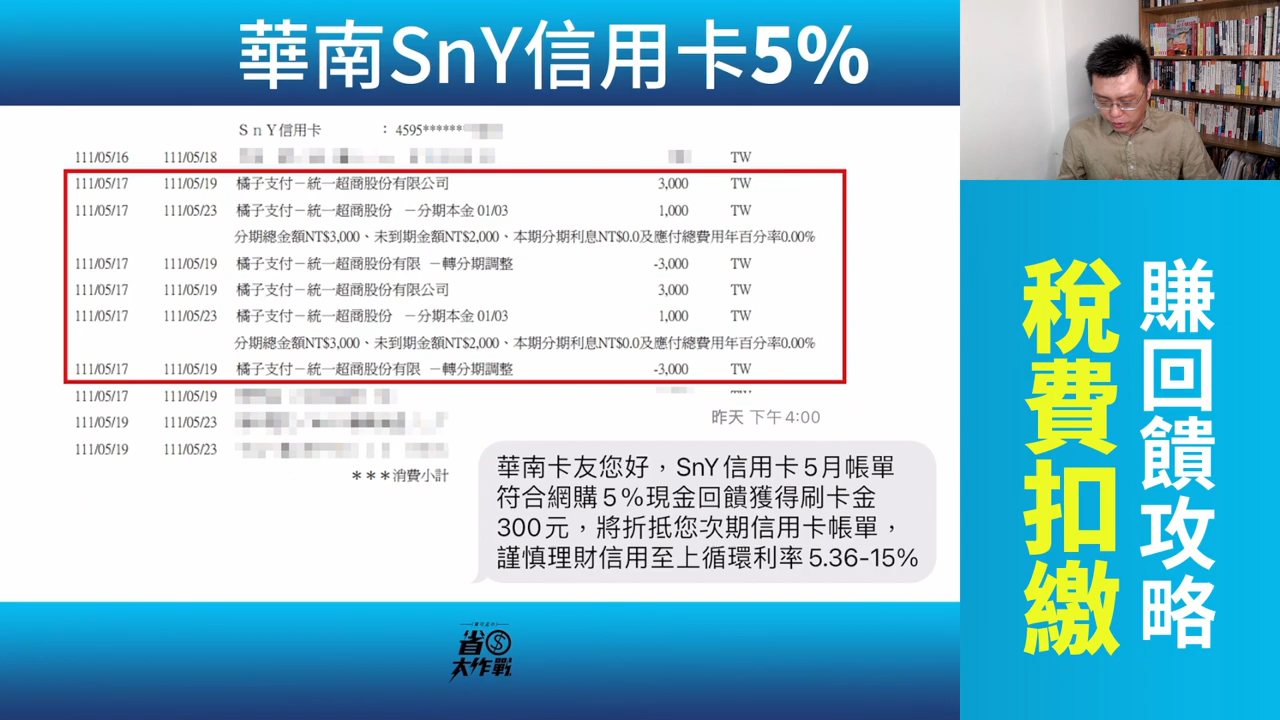 華南SnY信用卡5%
SnY信用卡 : 4595******
111/05/16 111/05/18 TW
111/05/17 111/05/19 橘子支付－統一超商股份有限公司 3,000 TW
111/05/17 111/05/23 橘子支付－統一超商股份 －分期本金 01/03 1,000 TW
分期總金額NT$3,000、未到期金額NT$2,000、本期分期利息NT$0.0及應付總費用年百分率0.00%
111/05/17 111/05/19 橘子支付－統一超商股份有限 －轉分期調整 -3,000 TW
111/05/17 111/05/19 橘子支付－統一超商股份有限公司 3,000 TW
111/05/17 111/05/23 橘子支付－統一超商股份 －分期本金 01/03 1,000 TW
分期總金額NT$3,000、未到期金額NT$2,000、本期分期利息NT$0.0及應付總費用年百分率0.00%
111/05/17 111/05/19 橘子支付－統一超商股份有限 －轉分期調整 -3,000 TW
111/05/17 111/05/19
111/05/19 111/05/23
111/05/19 111/05/23
***消費小計
昨天 下午4:00
華南卡友您好，SnY信用卡5月帳單
符合網購5%現金回饋獲得刷卡金
300元，將折抵您次期信用卡帳單，
謹慎理財信用至上循環利率5.36-15%
省
大作戰
賺回饋攻略
稅費扣繳